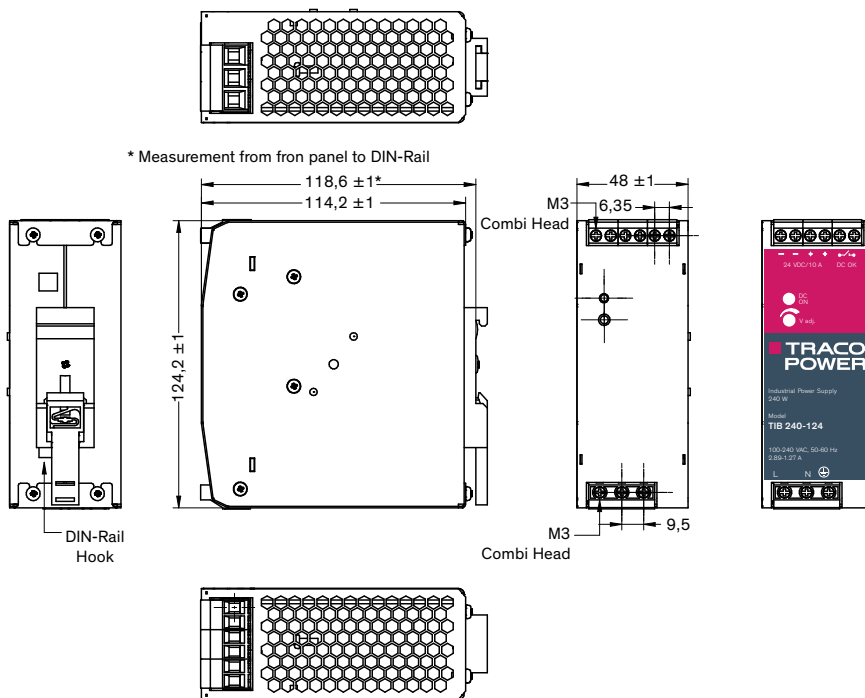 * Measurement from fron panel to DIN-Rail
118,6 ±1*
114,2 ±1
124,2 ±1
DIN-Rail
Hook
48 ±1
M3
Combi Head
6,35
M3
Combi Head
9,5
− − + + 
24 VDC/10 A DC OK
DC
ON
V adj.
TRACO
POWER
Industrial Power Supply
240 W
Model
TIB 240-124
100-240 VAC, 50-60 Hz
2.89-1.27 A
L N